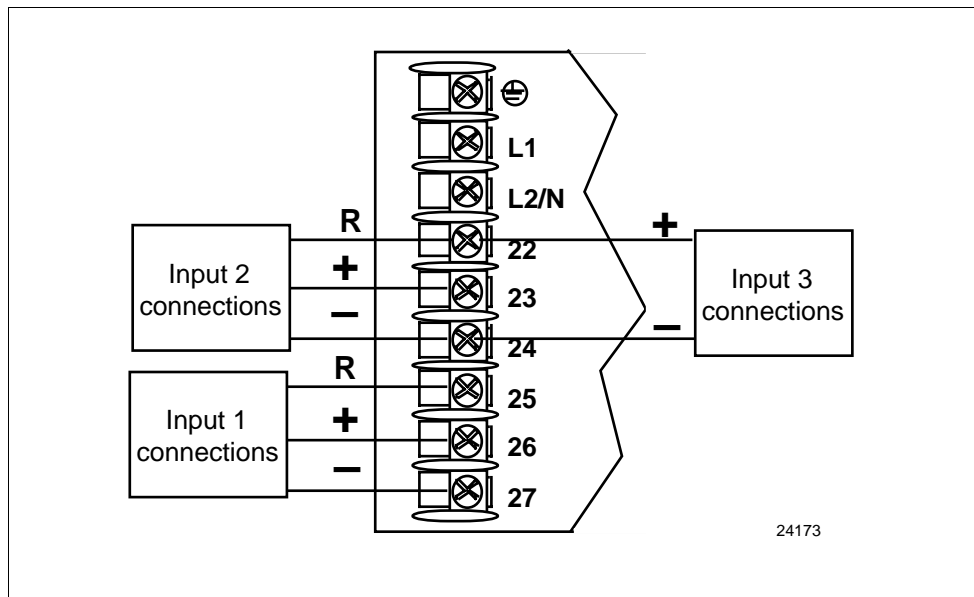 L1
L2/N
R
22
+
Input 2
connections
+
23
Input 3
connections
–
24
–
R
25
Input 1
connections
+
26
–
27
24173